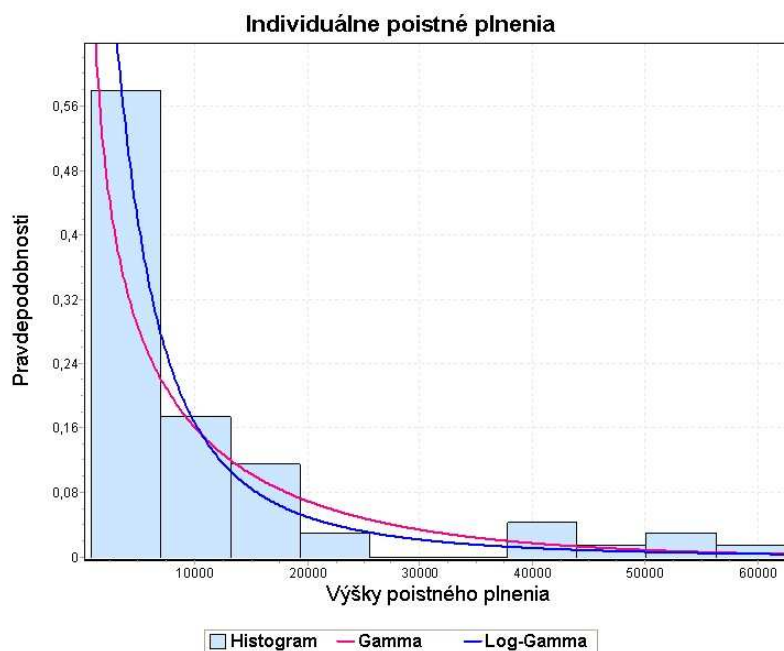 Individuálne poistné plnenia
Pravdepodobnosti
0,56
0,48
0,4
0,32
0,24
0,16
0,08
0
10000 20000 30000 40000 50000 60000
Výšky poistného plnenia
Histogram Gamma Log-Gamma